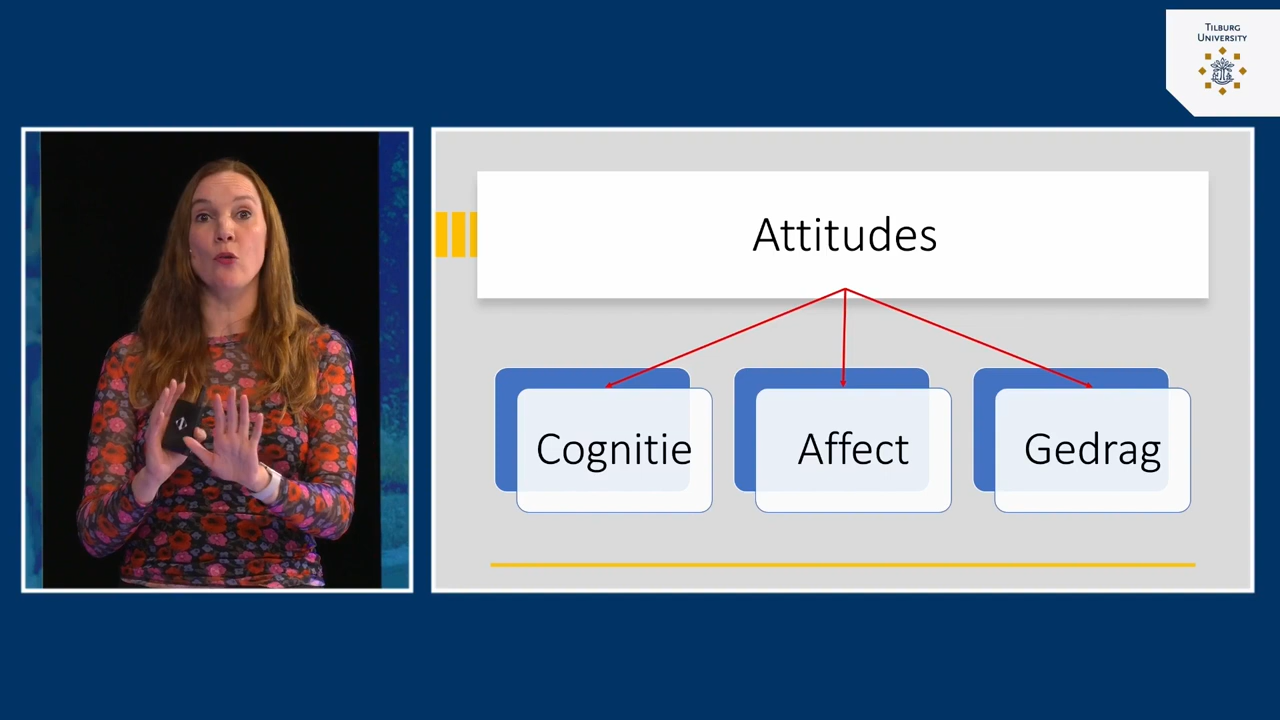 TILBURG
UNIVERSITY
Attitudes
Cognitie
Affect
Gedrag